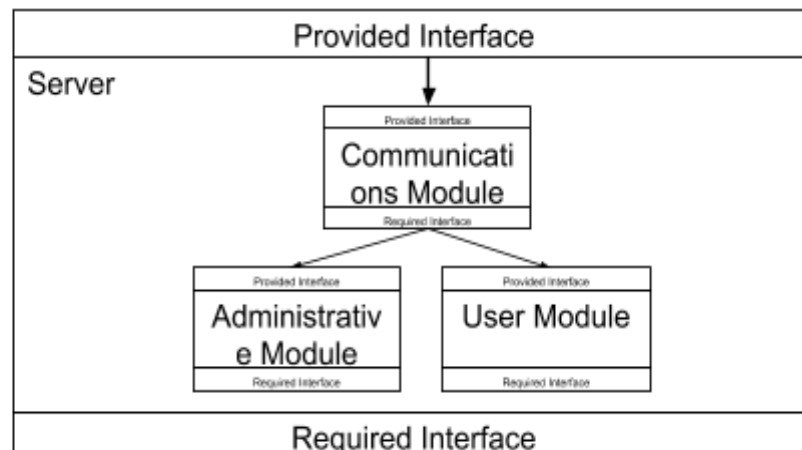 Provided Interface
Server
Provided Interface
Communicati
ons Module
Required Interface
Provided Interface
Administrativ
e Module
Required Interface
Provided Interface
User Module
Required Interface
Required Interface